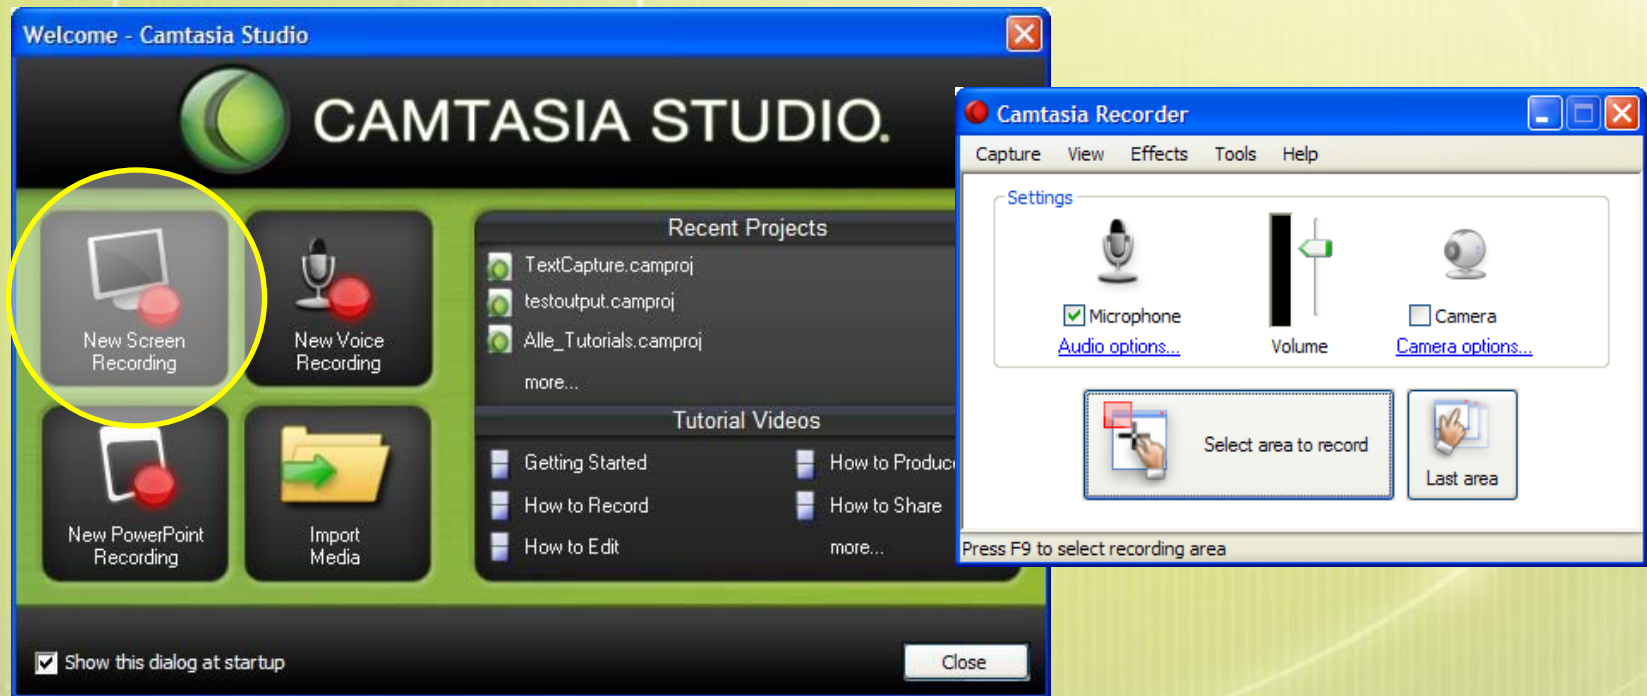 Welcome - Camtasia Studio
CAMTASIA STUDIO.
New Screen
Recording
New Voice
Recording
New PowerPoint
Recording
Import
Media
Recent Projects
TextCapture.camproj
testoutput.camproj
Alle_Tutorials.camproj
more...
Tutorial Videos
Getting Started
How to Record
How to Edit
How to Produc
How to Share
more...
Show this dialog at startup
Close
Camtasia Recorder
Capture View Effects Tools Help
Settings
Microphone
Audio options...
Volume
Camera
Camera options...
Select area to record
Last area
Press F9 to select recording area